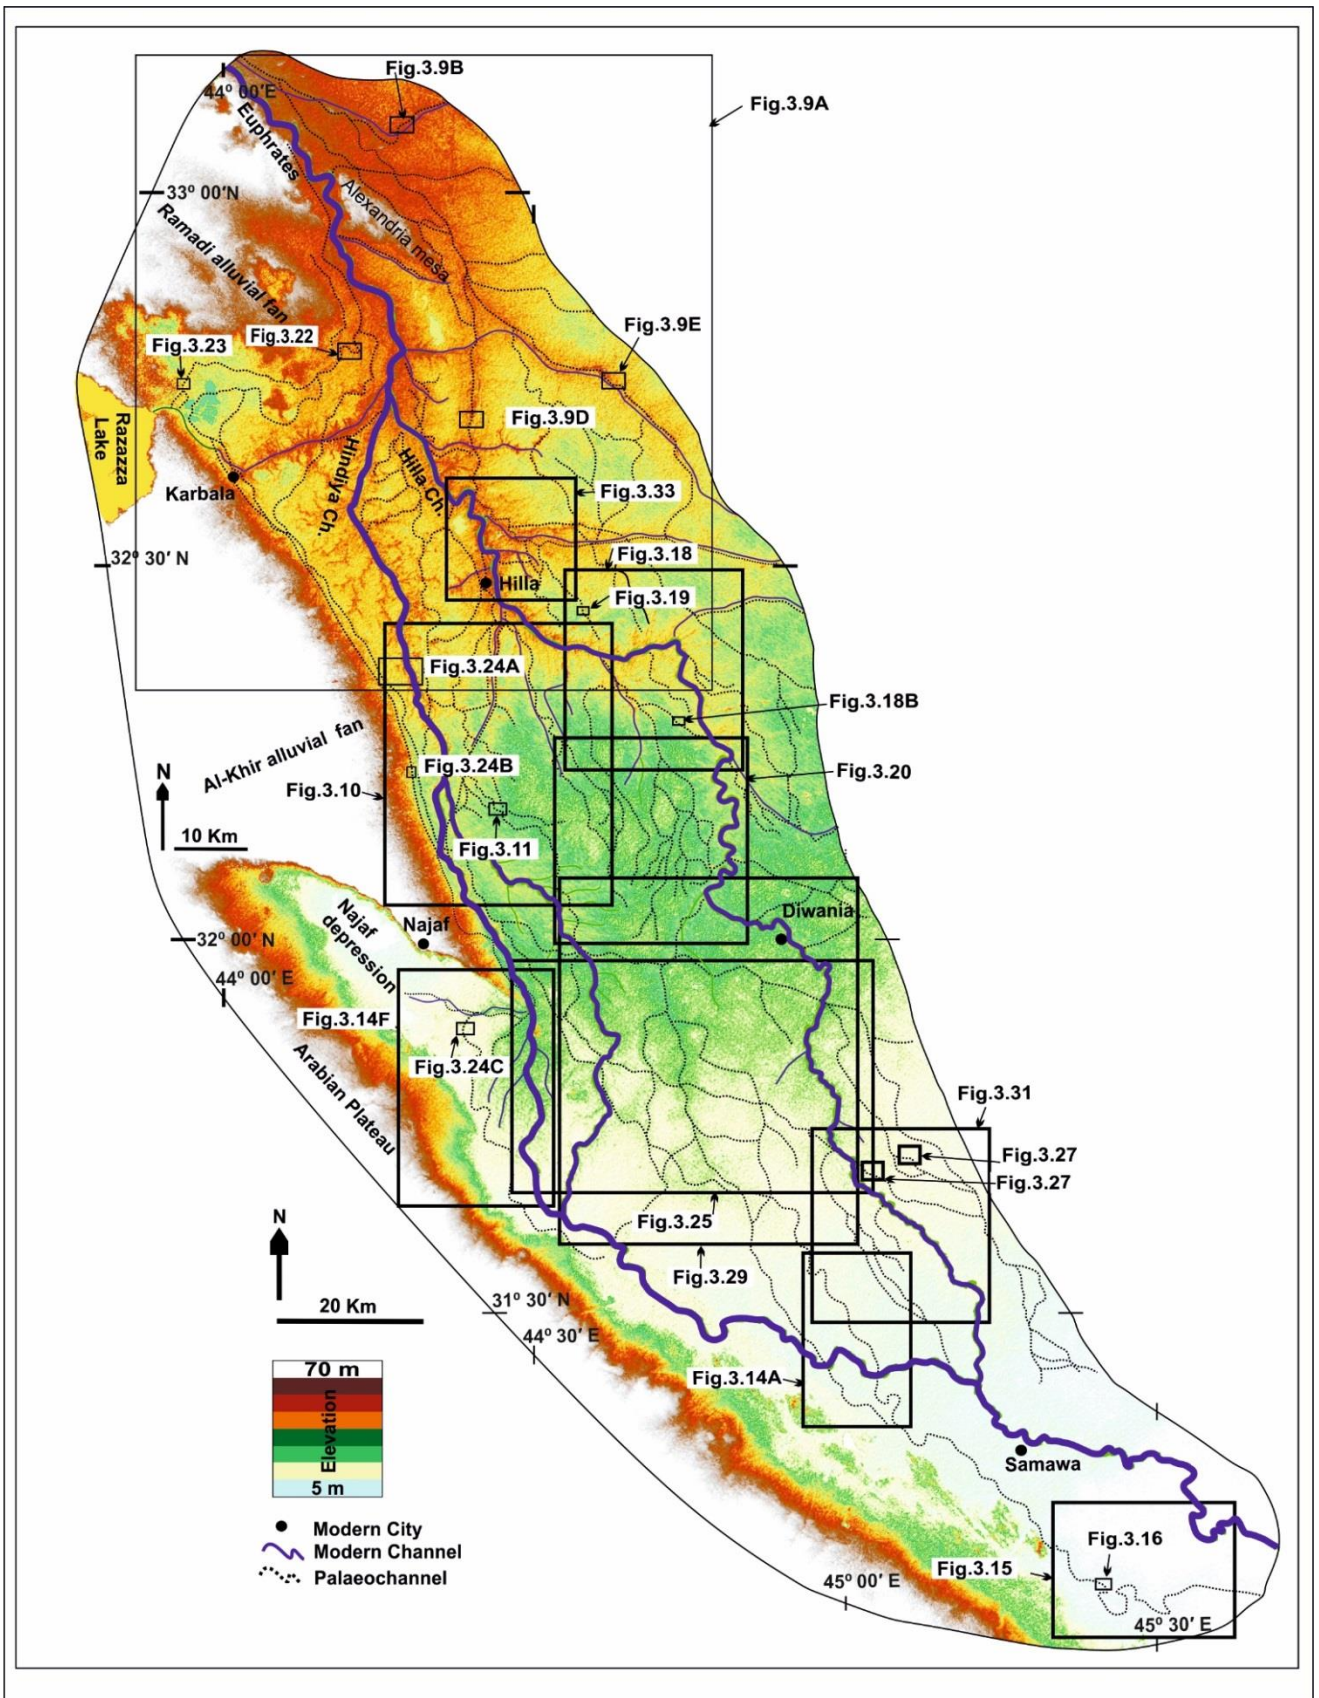 Fig.3.9B
44° 00′E
Fig.3.9A
Euphrates
33° 00′N
Alexandria mesa
Ramadi alluvial fan
Fig.3.9E
Fig.3.22
Fig.3.23
Razazza
Lake
Fig.3.9D
Hindiya Ch.
Hilla Ch.
Karbala
Fig.3.33
32° 30′ N
Fig.3.18
Hilla
Fig.3.19
Fig.3.24A
Fig.3.18B
Al-Khir alluvial fan
N
10 Km
Fig.3.24B
Fig.3.20
Fig.3.10
Fig.3.11
Najaf
depression
Najaf
Diwania
32° 00′ N
44° 00′ E
Fig.3.14F
Fig.3.24C
Arabian Plateau
Fig.3.31
Fig.3.27
Fig.3.27
Fig.3.25
N
Fig.3.29
20 Km
31° 30′ N
44° 30′ E
70 m
Elevation
5 m
Fig.3.14A
Samawa
Modern City
Modern Channel
Palaeochannel
Fig.3.16
Fig.3.15
45° 00′ E
45° 30′ E